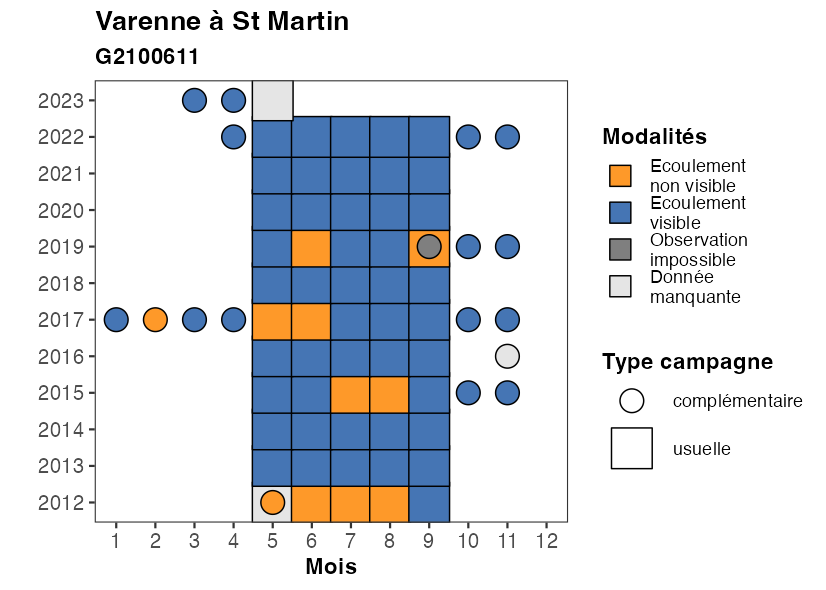 Varenne à St Martin
G2100611
2023
2022
2021
2020
2019
2018
2017
2016
2015
2014
2013
2012
1 2 3 4 5 6 7 8 9 10 11 12
Mois
Modalités
Ecoulement
non visible
Ecoulement
visible
Observation
impossible
Donnée
manquante
Type campagne
complémentaire
usuelle